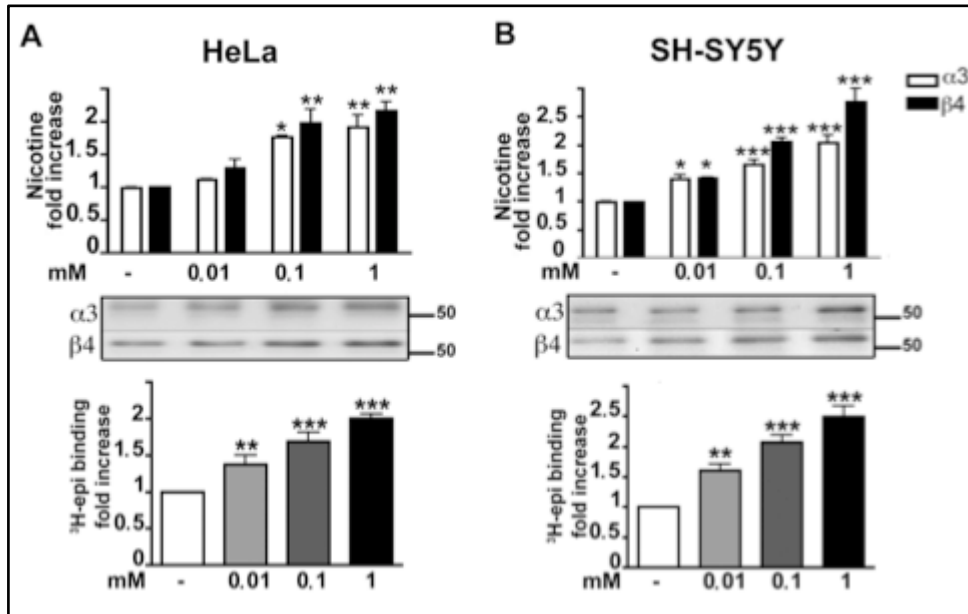 A
HeLa
Nicotine
fold increase
2
1.5
1
0.5
0
* ** ** **
mM - 0.01 0.1 1
α3 50
β4 50
³H-epi binding
fold increase
2
1.5
1
0.5
0
** *** ***
mM - 0.01 0.1 1
B
SH-SY5Y
α3
β4
Nicotine
fold increase
2.5
2
1.5
1
0.5
0
* * *** *** *** ***
mM - 0.01 0.1 1
α3 50
β4 50
³H-epi binding
fold increase
2.5
2
1.5
1
0.5
0
** *** ***
mM - 0.01 0.1 1